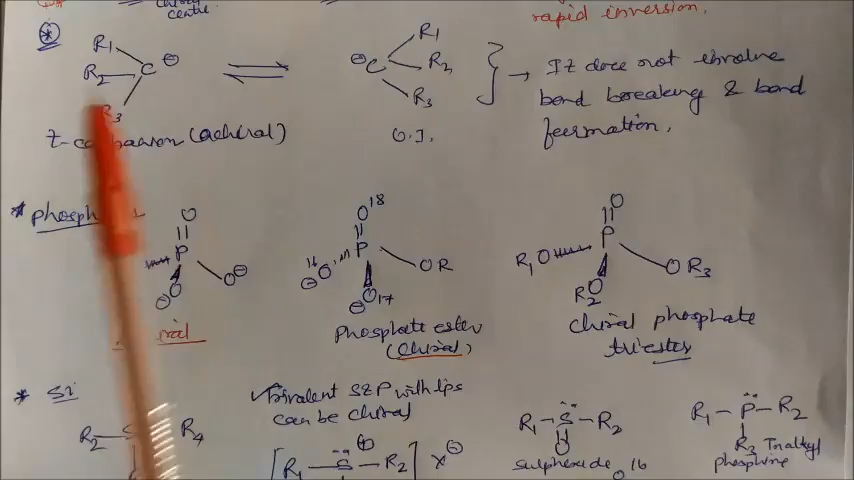 centre.
rapid inversion.
*
R1
R2
R3
C ⊖
⇌
⊖ C
R1
R2
R3
} → It does not involve
bond breaking & bond
formation.
(achiral)
O.I.
*
O
P
O ⊖
⊖ O
O18
P
⊖ O16
OR
⊖ O17
Phosphate ester
(Chiral)
O
P
R1O
R2O
OR3
Chiral phosphate
triester
* Si
R2
R4
Trivalent S&P with lps
can be chiral
[R1 — S⊕ — R2] X⊖
R1 – S – R2
O
sulphoxide
O16
R1 – P – R2
R3 Trialkyl
phosphine